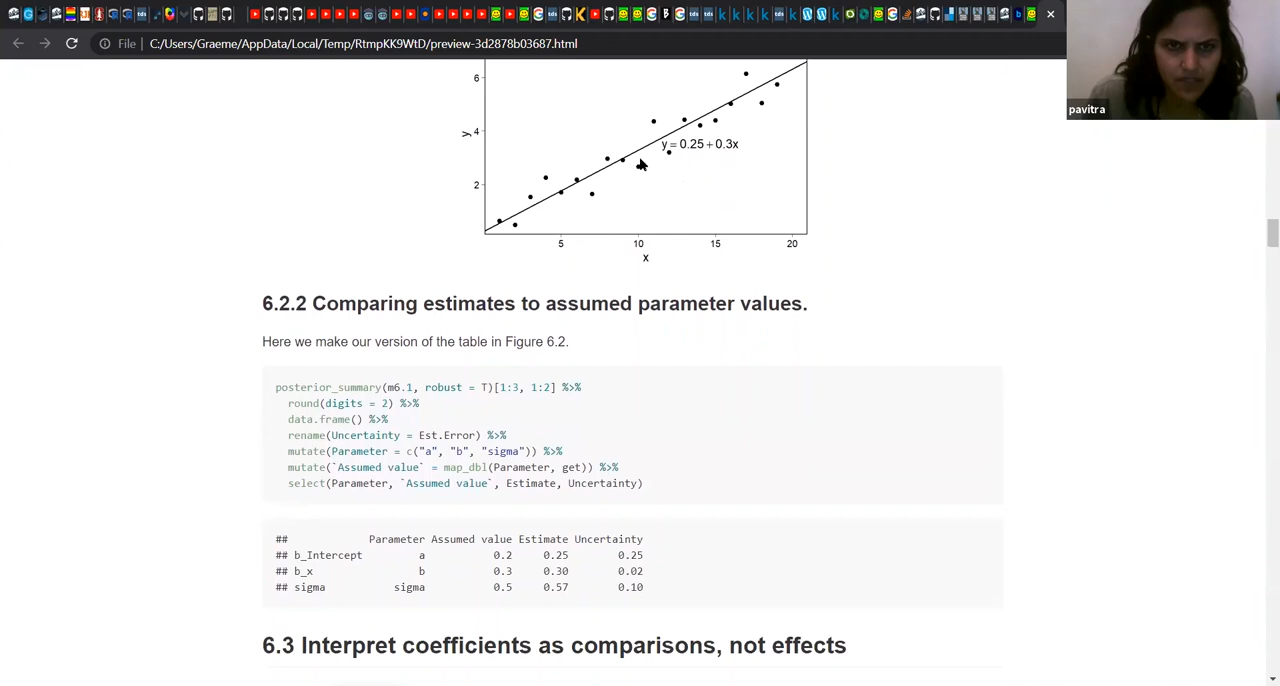 File
C:/Users/Graeme/AppData/Local/Temp/RtmpKK9WtD/preview-3d2878b03687.html
pavitra
6
y 4
y = 0.25 + 0.3x
2
5 10 15 20
x
6.2.2 Comparing estimates to assumed parameter values.
Here we make our version of the table in Figure 6.2.
posterior_summary(m6.1, robust = T)[1:3, 1:2] %>%
round(digits = 2) %>%
data.frame() %>%
rename(Uncertainty = Est.Error) %>%
mutate(Parameter = c("a", "b", "sigma")) %>%
mutate(`Assumed value` = map_dbl(Parameter, get)) %>%
select(Parameter, `Assumed value`, Estimate, Uncertainty)
## Parameter Assumed value Estimate Uncertainty
## b_Intercept a 0.2 0.25 0.25
## b_x b 0.3 0.30 0.02
## sigma sigma 0.5 0.57 0.10
6.3 Interpret coefficients as comparisons, not effects